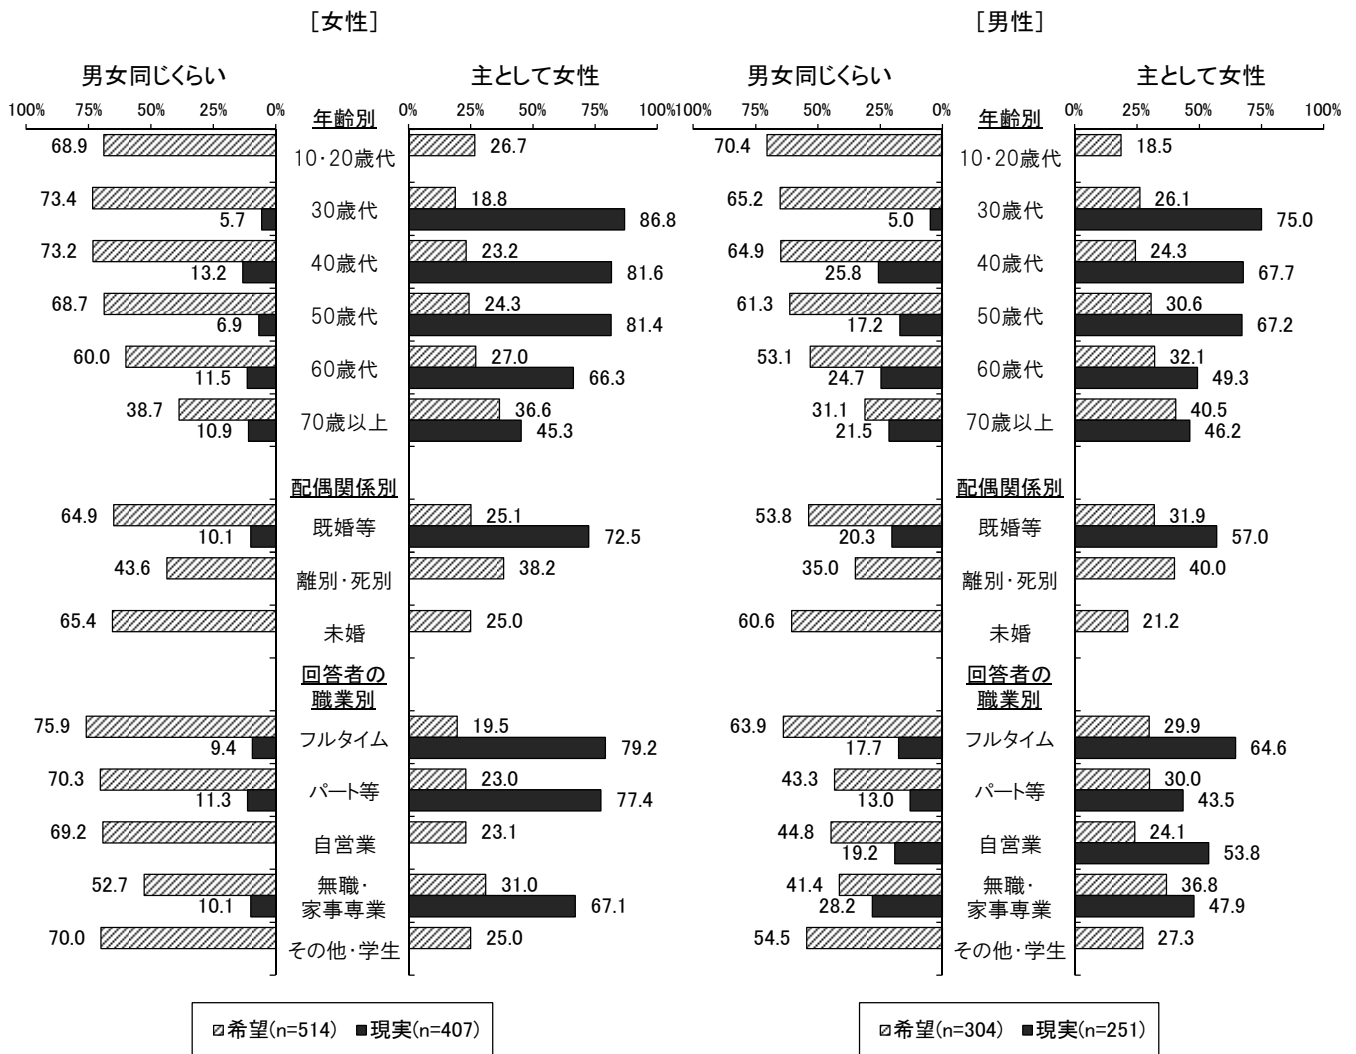 [女性]
男女同じくらい 主として女性
100% 75% 50% 25% 0% 0% 25% 50% 75% 100%
年齢別
68.9 10・20歳代 26.7
73.4 30歳代 18.8
5.7 86.8
73.2 40歳代 23.2
13.2 81.6
68.7 50歳代 24.3
6.9 81.4
60.0 60歳代 27.0
11.5 66.3
38.7 70歳以上 36.6
10.9 45.3
配偶関係別
64.9 既婚等 25.1
10.1 72.5
43.6 離別・死別 38.2
65.4 未婚 25.0
回答者の
職業別
75.9 フルタイム 19.5
9.4 79.2
70.3 パート等 23.0
11.3 77.4
69.2 自営業 23.1
52.7 無職・ 31.0
10.1 家事専業 67.1
70.0 その他・学生 25.0
希望(n=514) 現実(n=407)
[男性]
男女同じくらい 主として女性
100% 75% 50% 25% 0% 0% 25% 50% 75% 100%
年齢別
70.4 10・20歳代 18.5
65.2 30歳代 26.1
5.0 75.0
64.9 40歳代 24.3
25.8 67.7
61.3 50歳代 30.6
17.2 67.2
53.1 60歳代 32.1
24.7 49.3
31.1 70歳以上 40.5
21.5 46.2
配偶関係別
53.8 既婚等 31.9
20.3 57.0
35.0 離別・死別 40.0
60.6 未婚 21.2
回答者の
職業別
63.9 フルタイム 29.9
17.7 64.6
43.3 パート等 30.0
13.0 43.5
44.8 自営業 24.1
19.2 53.8
41.4 無職・ 36.8
28.2 家事専業 47.9
54.5 その他・学生 27.3
希望(n=304) 現実(n=251)